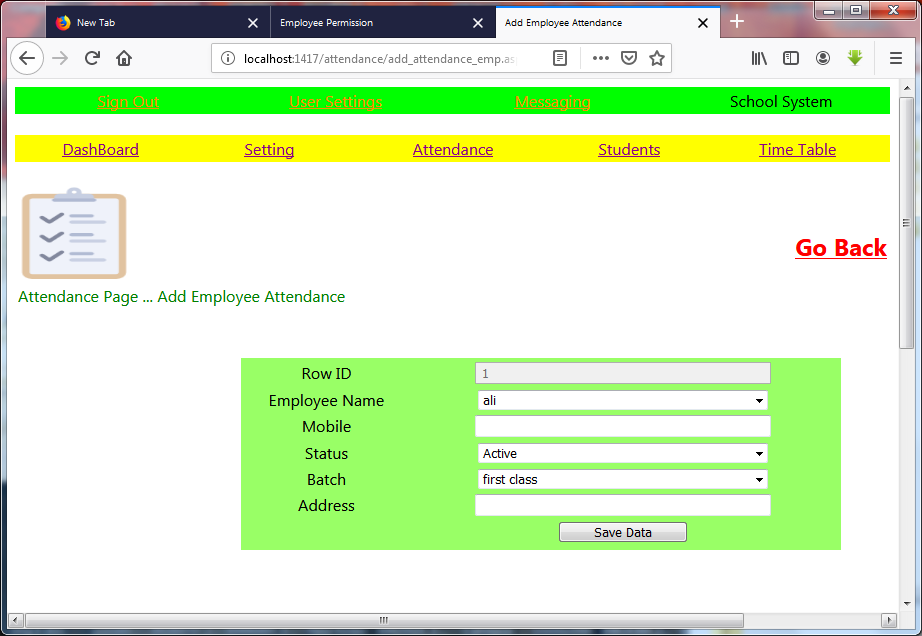 New Tab
Employee Permission
Add Employee Attendance
localhost:1417/attendance/add_attendance_emp.as
Sign Out User Settings Messaging School System
DashBoard Setting Attendance Students Time Table
Go Back
Attendance Page ... Add Employee Attendance
Row ID 1
Employee Name ali
Mobile
Status Active
Batch first class
Address
Save Data